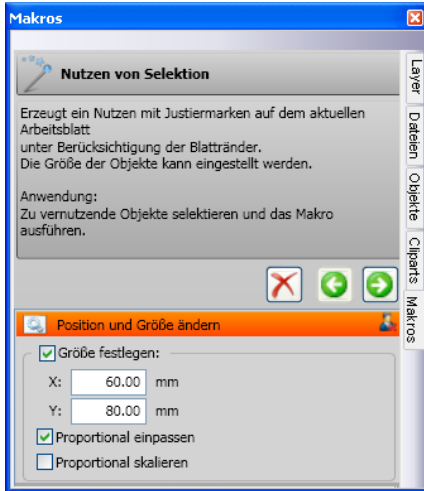 Makros
Nutzen von Selektion
Erzeugt ein Nutzen mit Justiermarken auf dem aktuellen
Arbeitsblatt
unter Berücksichtigung der Blattränder.
Die Größe der Objekte kann eingestellt werden.
Anwendung:
Zu vernutzende Objekte selektieren und das Makro
ausführen.
Position und Größe ändern
Größe festlegen:
X: 60.00 mm
Y: 80.00 mm
Proportional einpassen
Proportional skalieren
Layer
Dateien
Objekte
Cliparts
Makros